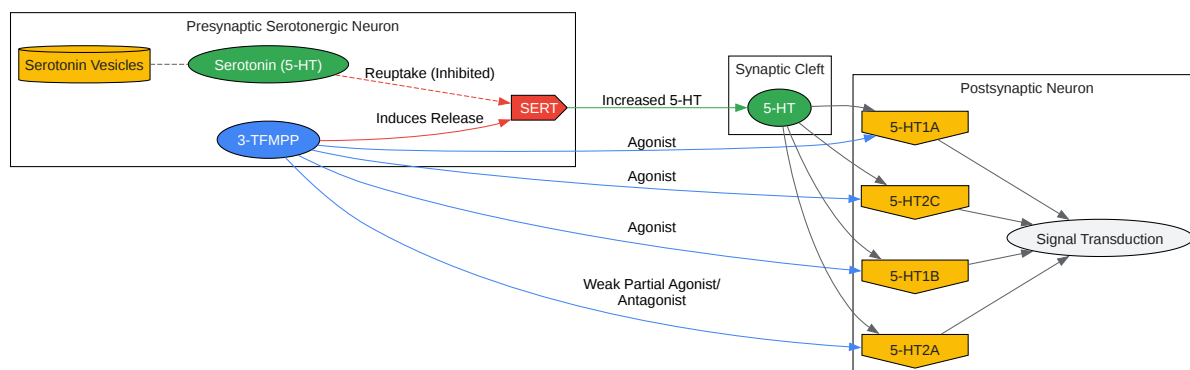 Presynaptic Serotonergic Neuron
Serotonin Vesicles
Serotonin (5-HT)
Reuptake (Inhibited)
SERT
Induces Release
3-TFMPP
Increased 5-HT
Synaptic Cleft
5-HT
Postsynaptic Neuron
5-HT1A
Agonist
Agonist
5-HT2C
Agonist
Signal Transduction
5-HT1B
Weak Partial Agonist/
Antagonist
5-HT2A